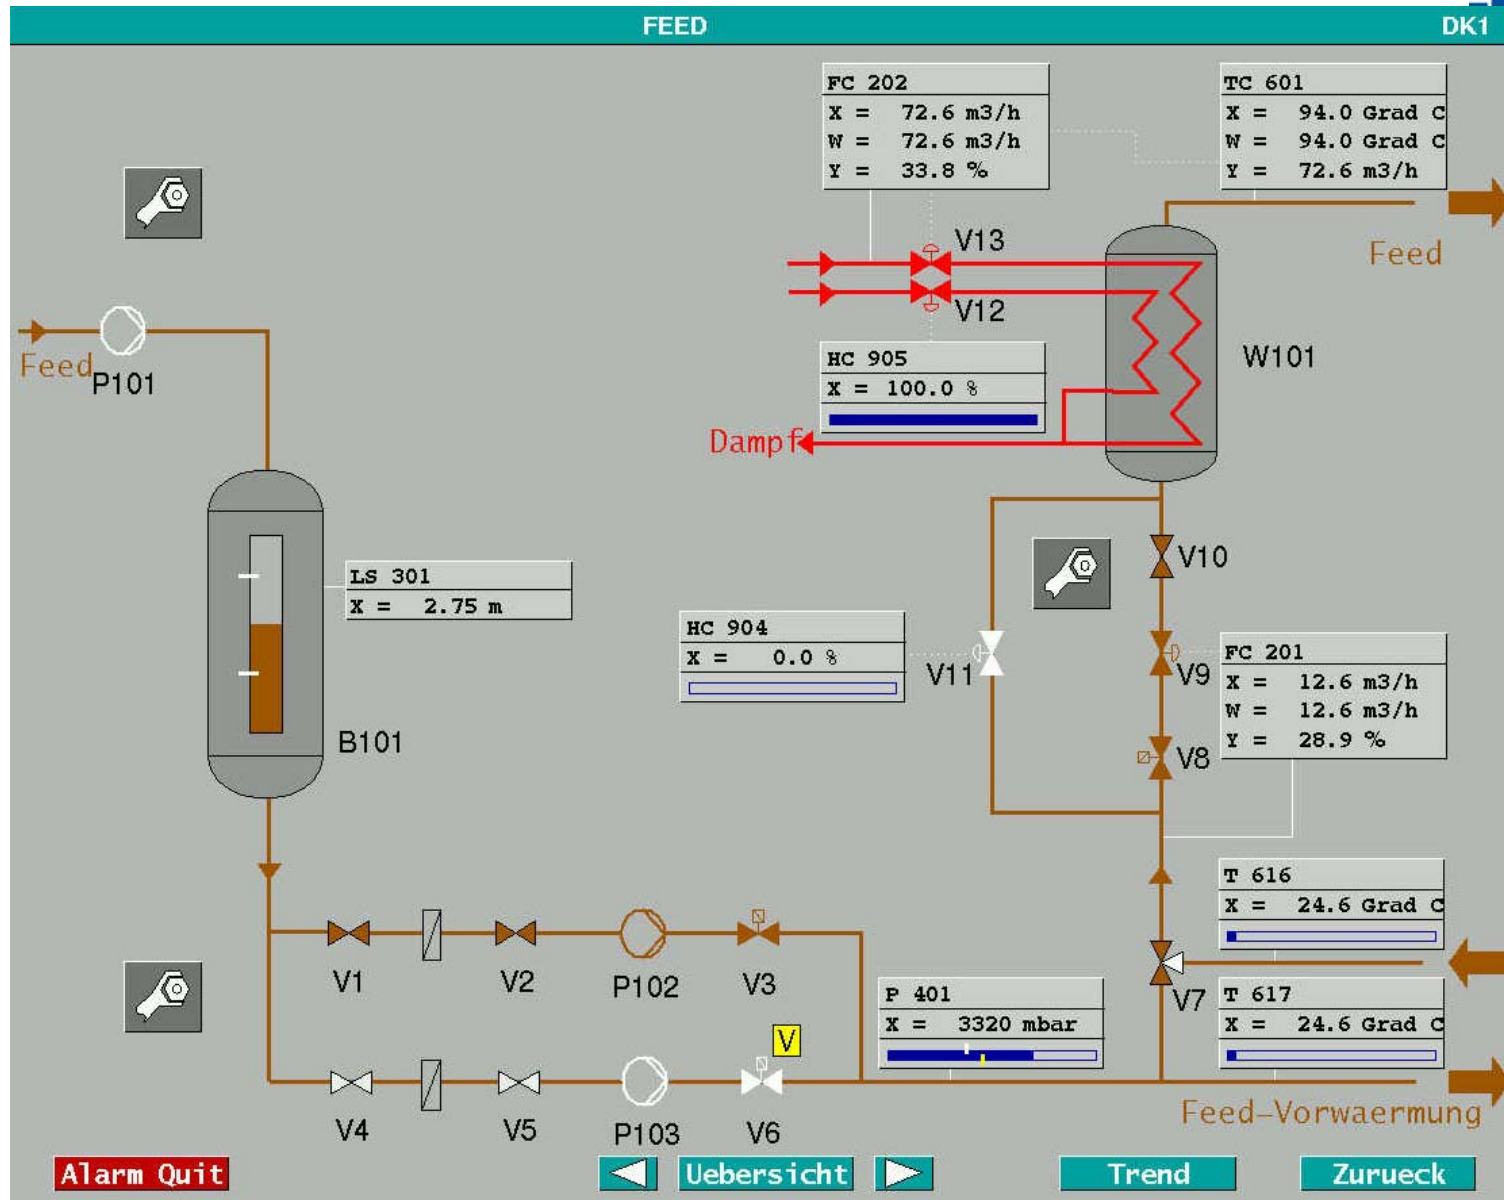 FEED
DK1
FC 202
X = 72.6 m3/h
W = 72.6 m3/h
Y = 33.8 %
TC 601
X = 94.0 Grad C
W = 94.0 Grad C
Y = 72.6 m3/h
V13
Feed
V12
Feed
P101
HC 905
X = 100.0 %
W101
Dampf
V10
LS 301
X = 2.75 m
HC 904
X = 0.0 %
V11
V9
FC 201
X = 12.6 m3/h
W = 12.6 m3/h
Y = 28.9 %
B101
V8
T 616
X = 24.6 Grad C
V1
V2
P102
V3
P 401
X = 3320 mbar
V7
T 617
X = 24.6 Grad C
V
V4
V5
P103
V6
Feed-Vorwaermung
Alarm Quit
Uebersicht
Trend
Zurueck